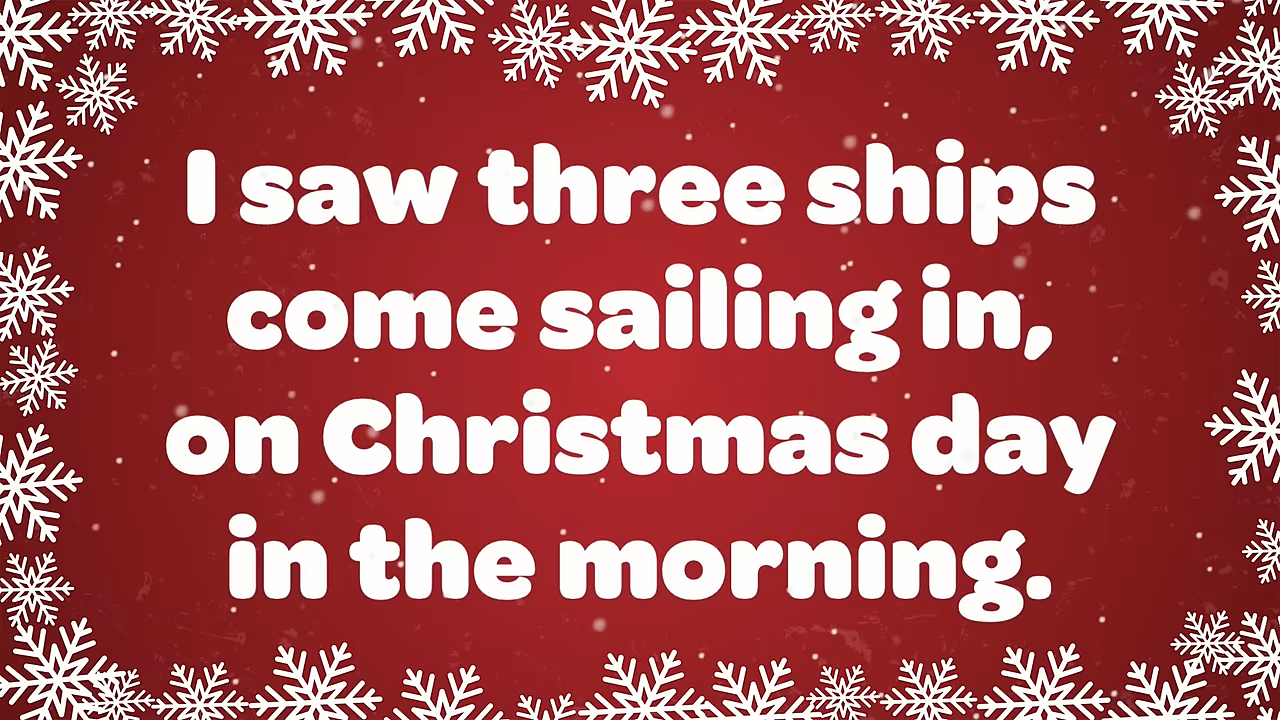 I saw three ships
come sailing in,
on Christmas day
in the morning.